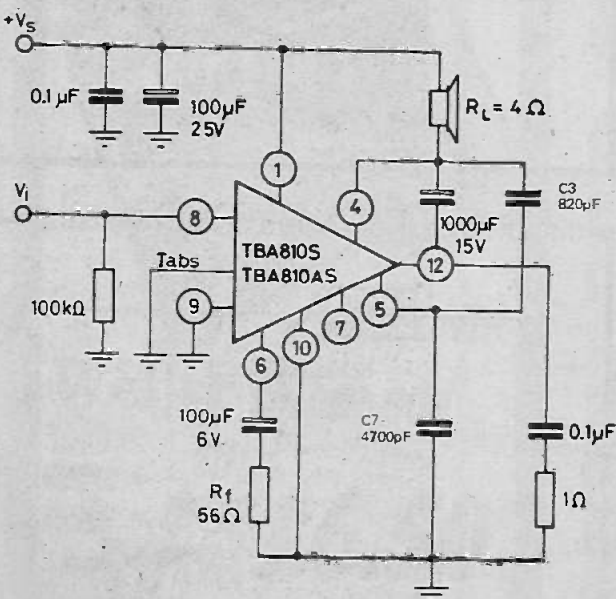 +Vs
0.1 µF
100µF
25V
RL = 4 Ω
1
4
C3
820pF
Vi
8
1000µF
15V
TBA810S
TBA810AS
12
Tabs
100kΩ
9
5
7
10
6
100µF
6V
C7
4700pF
0.1µF
Rf
56Ω
1Ω